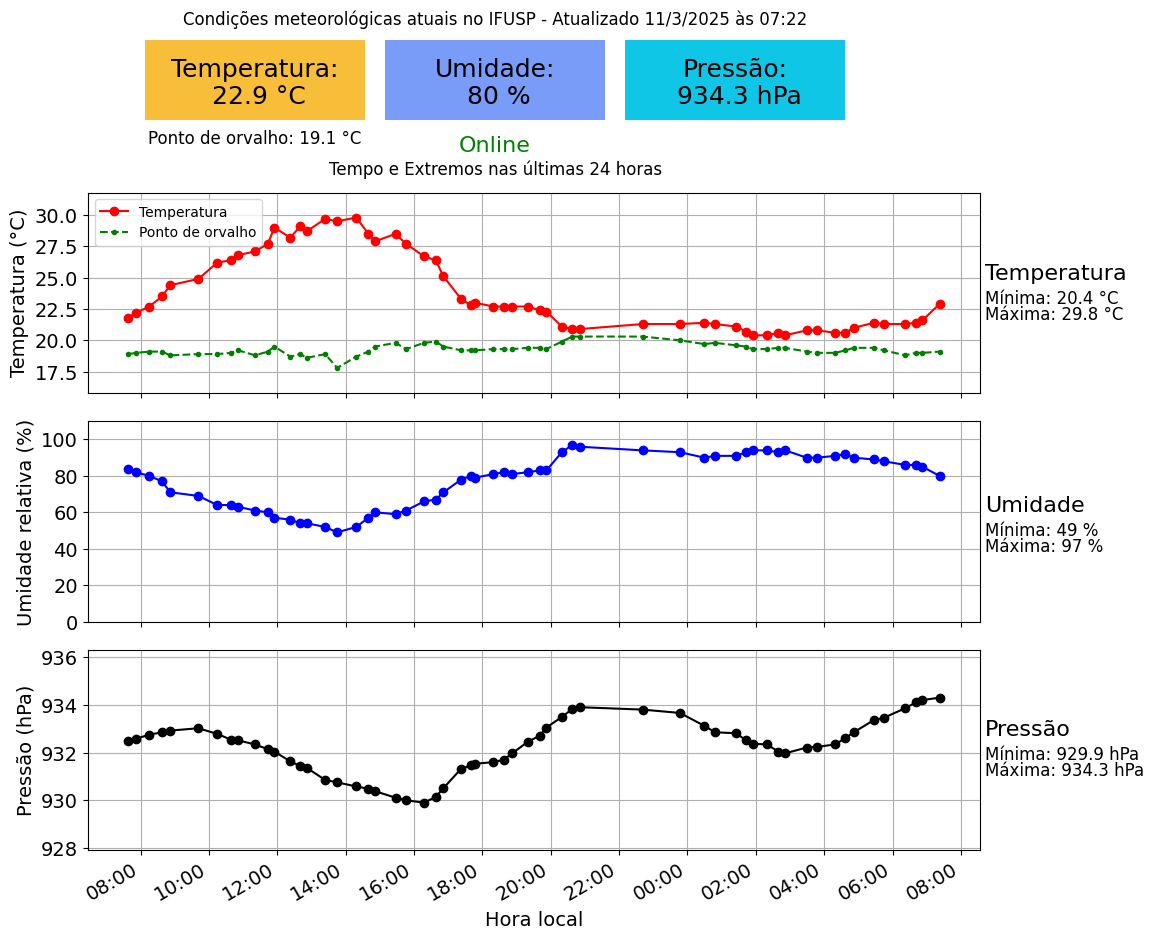 Condições meteorológicas atuais no IFUSP - Atualizado 11/3/2025 às 07:22
Temperatura:
22.9 °C
Umidade:
80 %
Pressão:
934.3 hPa
Ponto de orvalho: 19.1 °C
Online
Tempo e Extremos nas últimas 24 horas
Temperatura (°C)
30.0
27.5
25.0
22.5
20.0
17.5
Temperatura
Ponto de orvalho
Temperatura
Mínima: 20.4 °C
Máxima: 29.8 °C
Umidade relativa (%)
100
80
60
40
20
0
Umidade
Mínima: 49 %
Máxima: 97 %
Pressão (hPa)
936
934
932
930
928
Pressão
Mínima: 929.9 hPa
Máxima: 934.3 hPa
08:00 10:00 12:00 14:00 16:00 18:00 20:00 22:00 00:00 02:00 04:00 06:00 08:00
Hora local